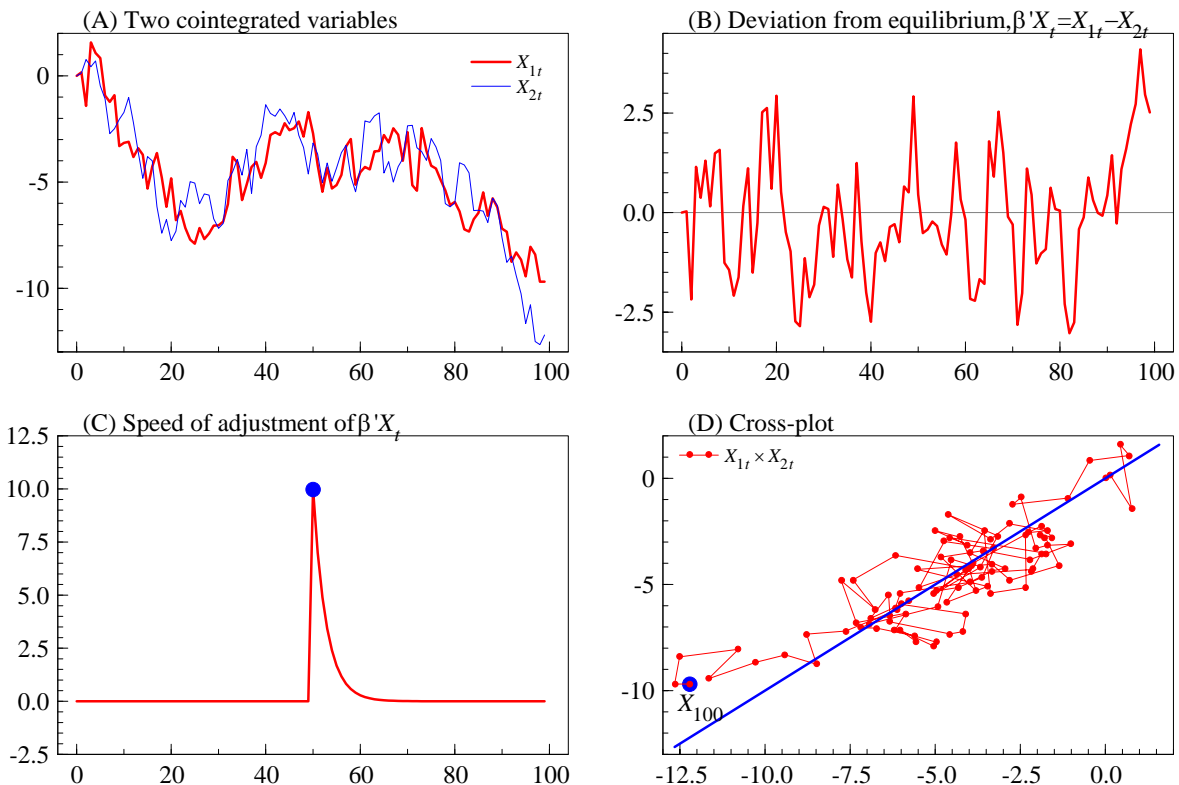 (A) Two cointegrated variables
X1t
X2t
0
-5
-10
0 20 40 60 80 100
(B) Deviation from equilibrium,β'Xt=X1t−X2t
2.5
0.0
-2.5
0 20 40 60 80 100
(C) Speed of adjustment of β'Xt
12.5
10.0
7.5
5.0
2.5
0.0
-2.5
0 20 40 60 80 100
(D) Cross-plot
X1t × X2t
0
-5
-10
X100
-12.5 -10.0 -7.5 -5.0 -2.5 0.0